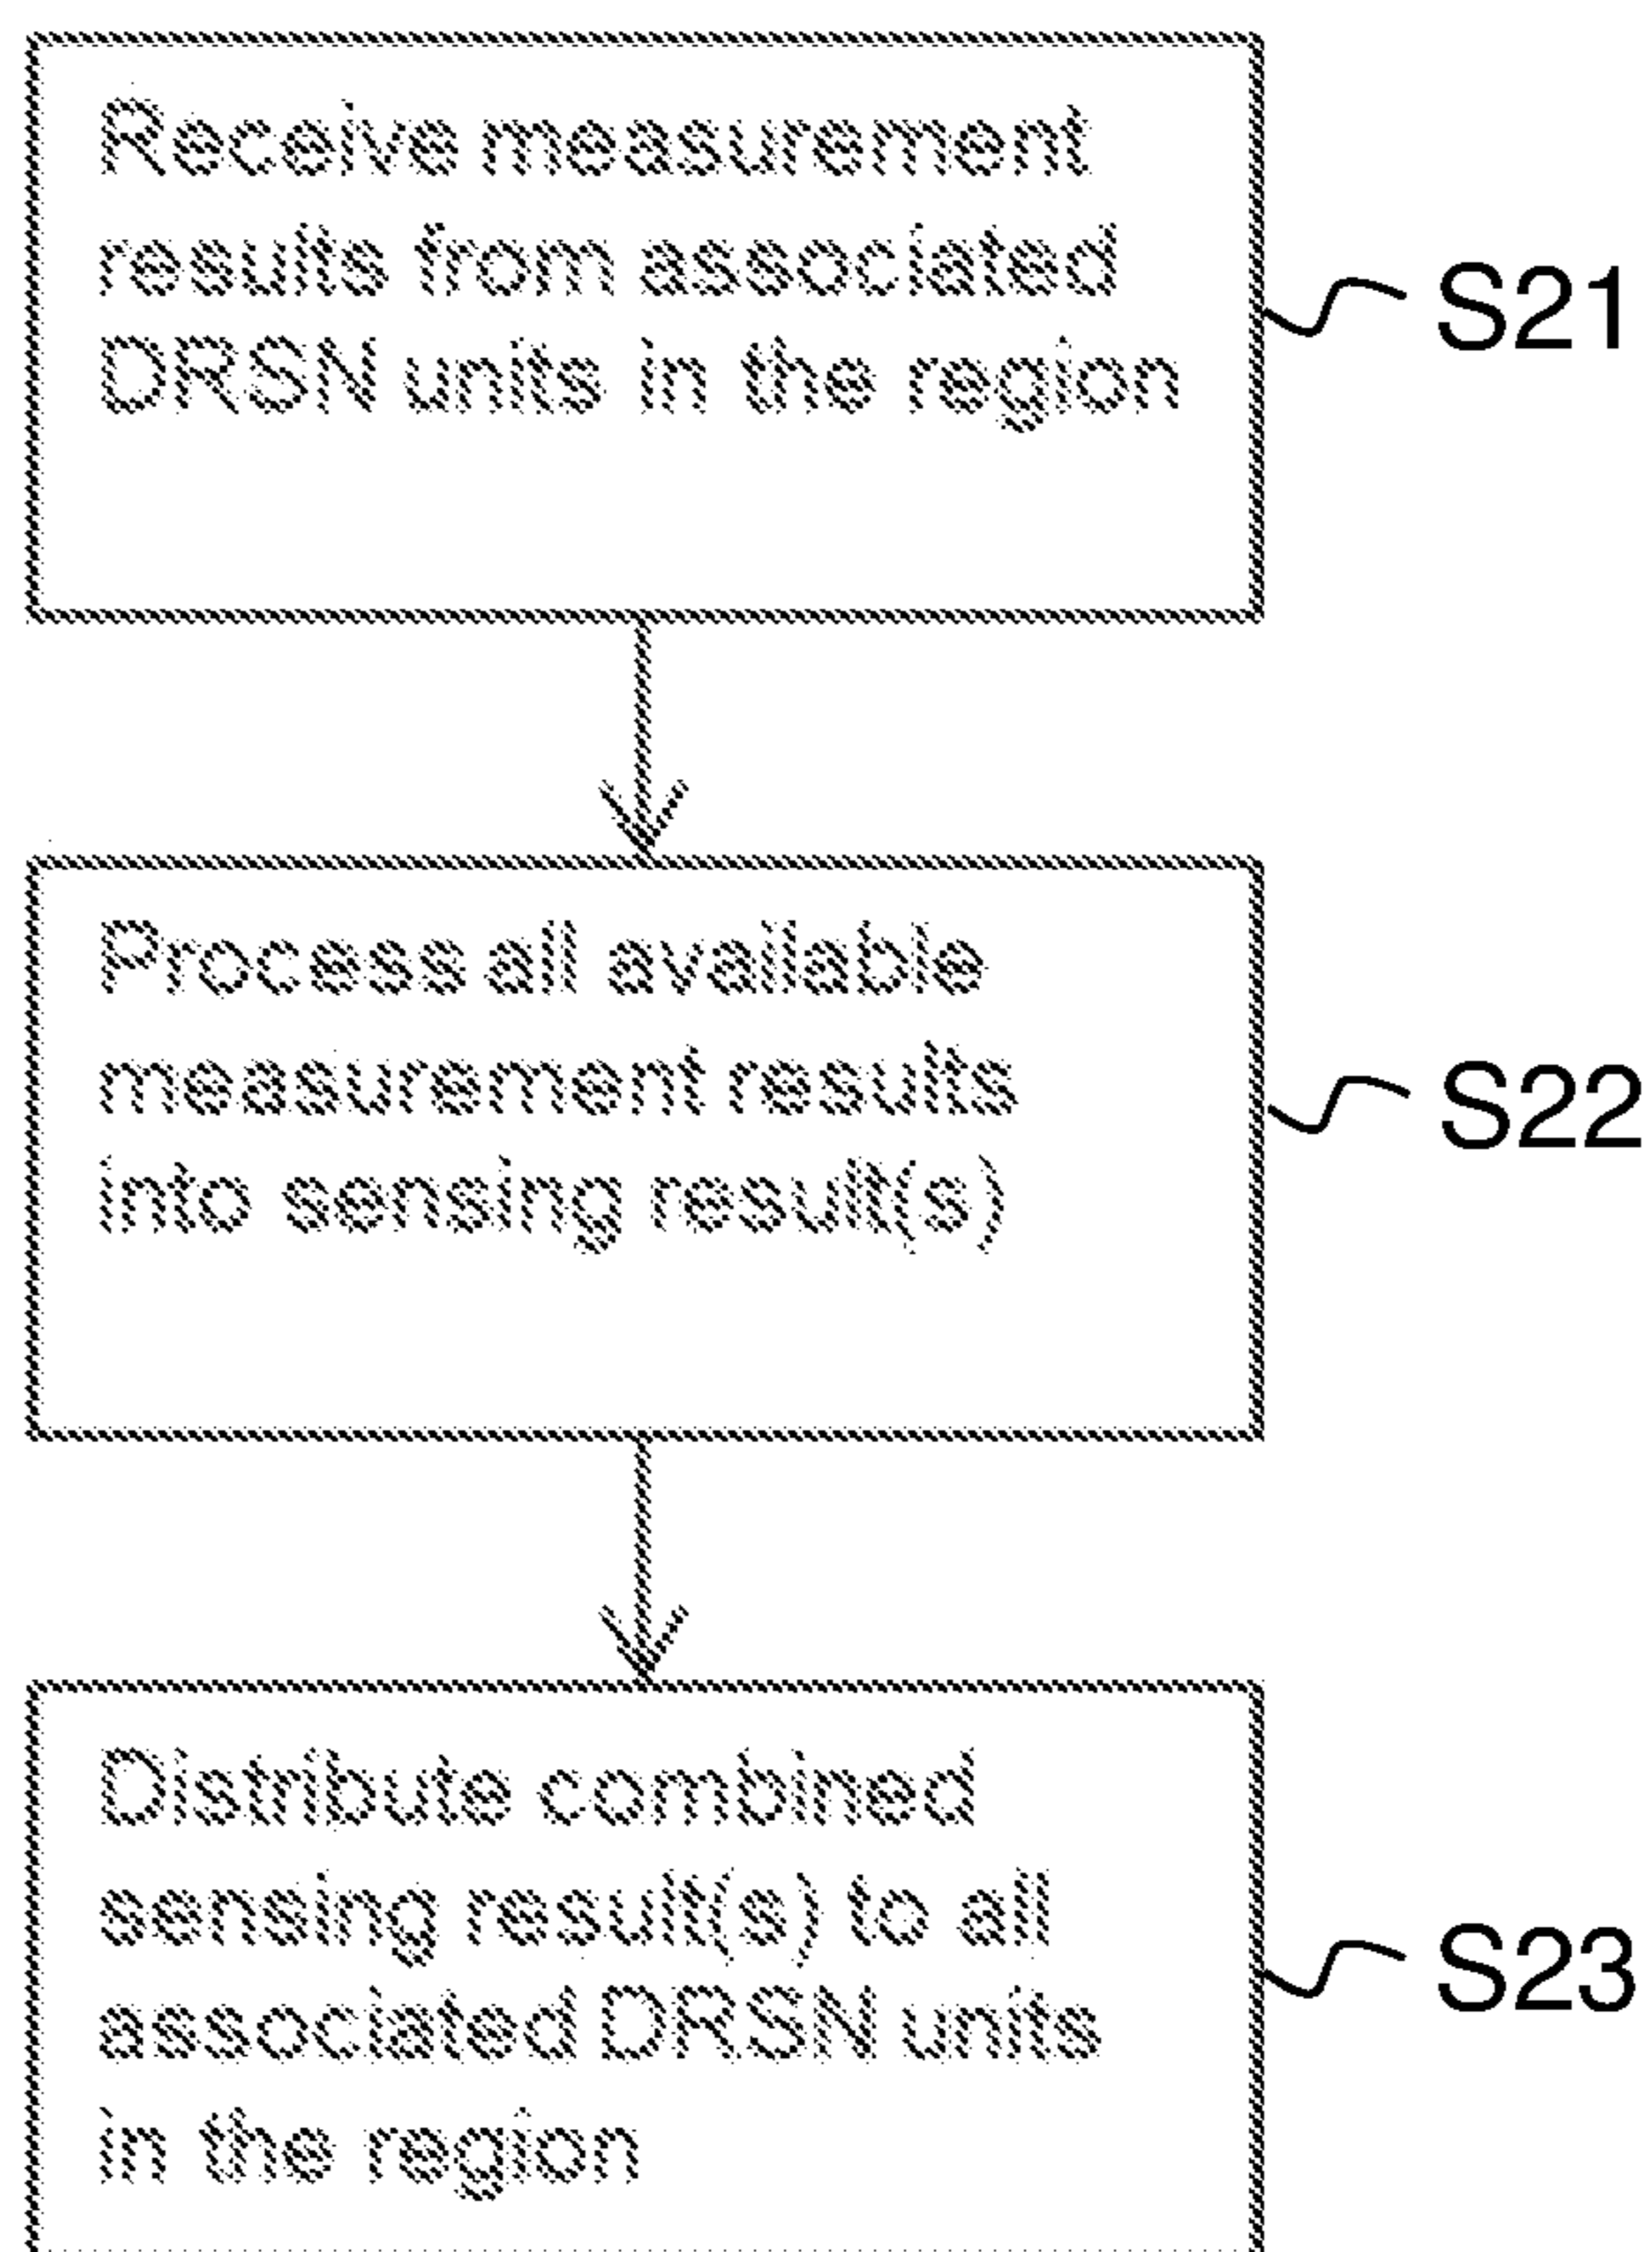 Receive measurement
results from associated
DRSN units in the region
S21
Process all available
measurement results
into sensing result(s)
S22
Distribute combined
sensing result(s) to all
associated DRSN units
in the region
S23